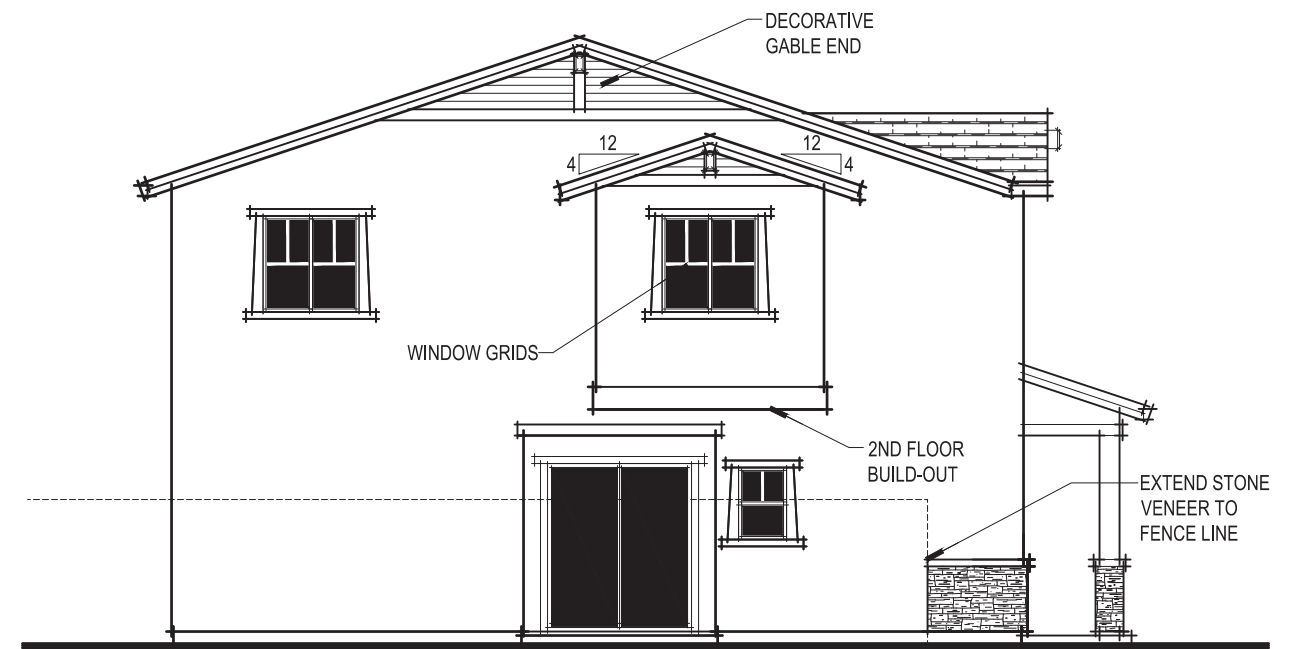 DECORATIVE
GABLE END
12
4
12
4
WINDOW GRIDS
2ND FLOOR
BUILD-OUT
EXTEND STONE
VENEER TO
FENCE LINE